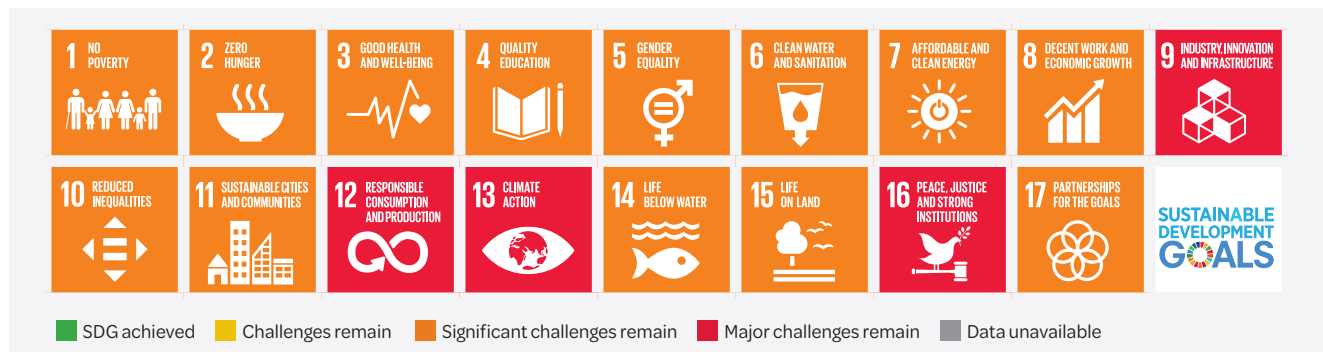 1 NO
POVERTY
2 ZERO
HUNGER
3 GOOD HEALTH
AND WELL-BEING
4 QUALITY
EDUCATION
5 GENDER
EQUALITY
6 CLEAN WATER
AND SANITATION
7 AFFORDABLE AND
CLEAN ENERGY
8 DECENT WORK AND
ECONOMIC GROWTH
9 INDUSTRY, INNOVATION
AND INFRASTRUCTURE
10 REDUCED
INEQUALITIES
11 SUSTAINABLE CITIES
AND COMMUNITIES
12 RESPONSIBLE
CONSUMPTION
AND PRODUCTION
13 CLIMATE
ACTION
14 LIFE
BELOW WATER
15 LIFE
ON LAND
16 PEACE, JUSTICE
AND STRONG
INSTITUTIONS
17 PARTNERSHIPS
FOR THE GOALS
SUSTAINABLE
DEVELOPMENT
GOALS
SDG achieved
Challenges remain
Significant challenges remain
Major challenges remain
Data unavailable